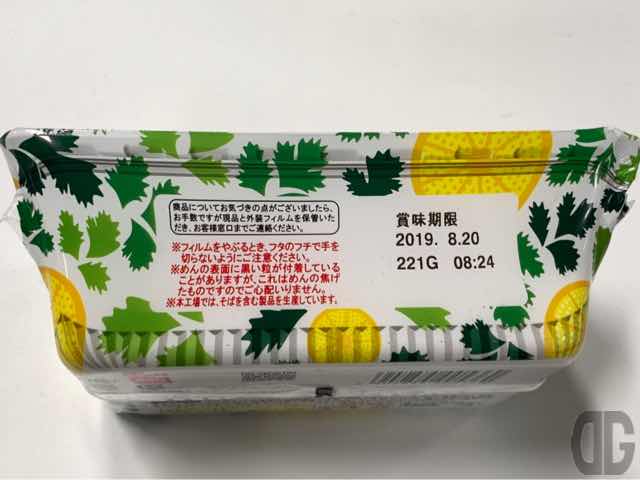 商品についてお気づきの点がございましたら、
お手数ですが現品と外装フィルムを保管いた
だき、お客様窓口までご連絡ください。
※フィルムをやぶるとき、フタのフチで手を
切らないようにご注意ください。
※めんの表面に黒い粒が付着している
ことがありますが、これはめんの焦げ
たものですのでご心配いりません。
※本工場では、そばを含む製品を生産しています。
賞味期限
2019. 8.20
221G 08:24
DG